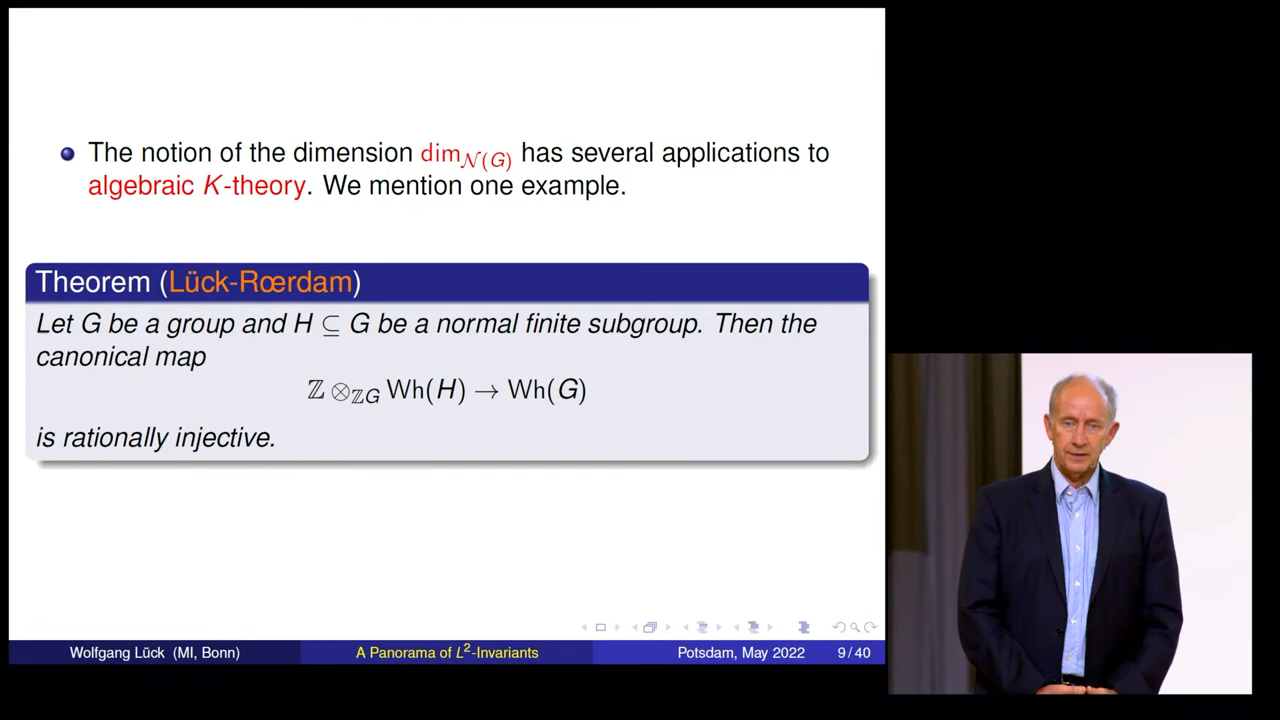 The notion of the dimension dim_{𝒩(G)} has several applications to
algebraic K-theory. We mention one example.
Theorem (Lück-Rœrdam)
Let G be a group and H ⊆ G be a normal finite subgroup. Then the
canonical map
ℤ ⊗_{ℤG} Wh(H) → Wh(G)
is rationally injective.
Wolfgang Lück (MI, Bonn) A Panorama of L²-Invariants Potsdam, May 2022 9 / 40